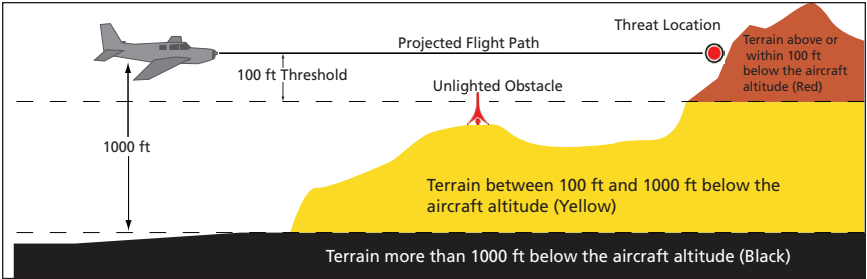 Threat Location
Projected Flight Path
Terrain above or
within 100 ft
below the aircraft
altitude (Red)
100 ft Threshold
Unlighted Obstacle
1000 ft
Terrain between 100 ft and 1000 ft below the
aircraft altitude (Yellow)
Terrain more than 1000 ft below the aircraft altitude (Black)